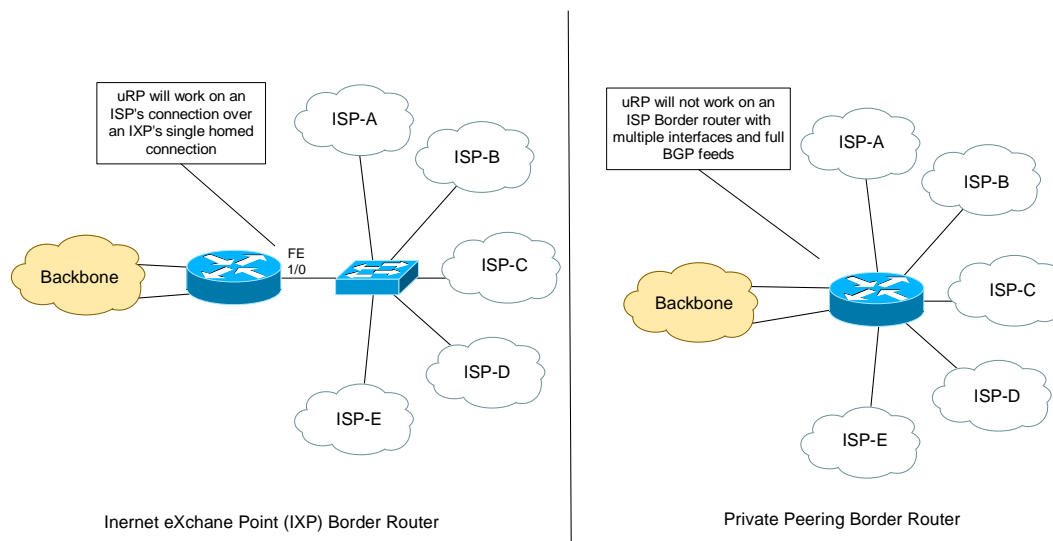 uRP will work on an
ISP's connection over
an IXP's single homed
connection
ISP-A
ISP-B
ISP-C
ISP-D
ISP-E
FE
1/0
Backbone
Inernet eXchane Point (IXP) Border Router
uRP will not work on an
ISP Border router with
multiple interfaces and full
BGP feeds
ISP-A
ISP-B
ISP-C
ISP-D
ISP-E
Backbone
Private Peering Border Router